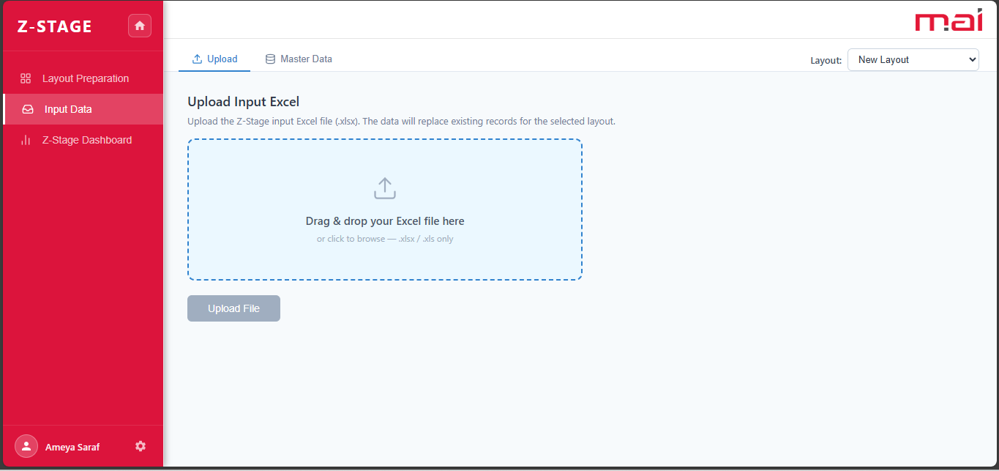 Z-STAGE
mai
Layout Preparation
Input Data
Z-Stage Dashboard
Upload
Master Data
Layout:
New Layout
Upload Input Excel
Upload the Z-Stage input Excel file (.xlsx). The data will replace existing records for the selected layout.
Drag & drop your Excel file here
or click to browse — .xlsx / .xls only
Upload File
Ameya Saraf